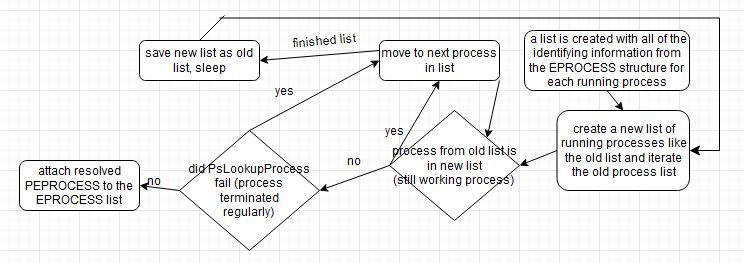 finished list
save new list as old
list, sleep
move to next process
in list
a list is created with all of the
identifying information from
the EPROCESS structure for
each running process
yes
yes
create a new list of
running processes like
the old list and iterate
the old process list
process from old list is
in new list
(still working process)
no
did PsLookupProcess
fail (process
terminated
regularly)
no
attach resolved
PEPROCESS to the
EPROCESS list